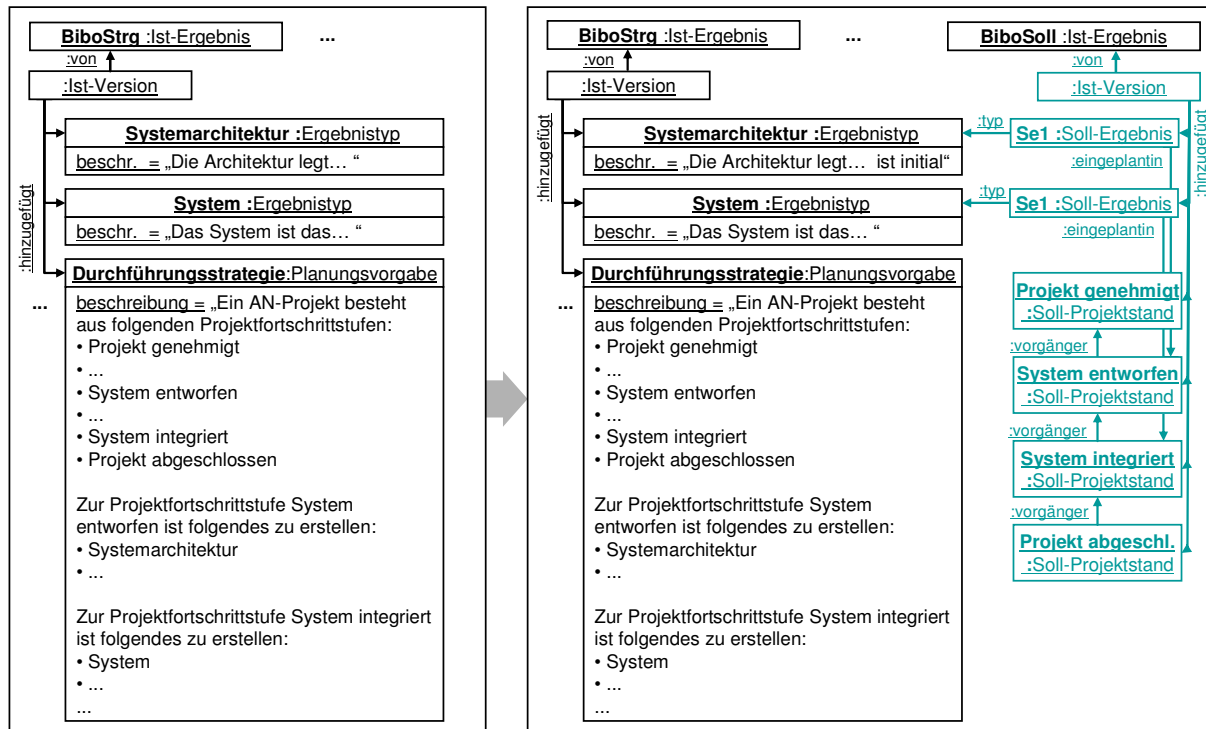 BiboStrg :Ist-Ergebnis
...
:von
:Ist-Version
:hinzugefügt
Systemarchitektur :Ergebnistyp
beschr. = „Die Architektur legt… “
System :Ergebnistyp
beschr. = „Das System ist das… “
Durchführungsstrategie:Planungsvorgabe
...
beschreibung = „Ein AN-Projekt besteht
aus folgenden Projektfortschrittstufen:
• Projekt genehmigt
• ...
• System entworfen
• ...
• System integriert
• Projekt abgeschlossen
Zur Projektfortschrittstufe System
entworfen ist folgendes zu erstellen:
• Systemarchitektur
• ...
Zur Projektfortschrittstufe System integriert
ist folgendes zu erstellen:
• System
• ...
...
BiboStrg :Ist-Ergebnis
...
:von
:Ist-Version
:hinzugefügt
Systemarchitektur :Ergebnistyp
beschr. = „Die Architektur legt… ist initial“
System :Ergebnistyp
beschr. = „Das System ist das… “
Durchführungsstrategie:Planungsvorgabe
...
beschreibung = „Ein AN-Projekt besteht
aus folgenden Projektfortschrittstufen:
• Projekt genehmigt
• ...
• System entworfen
• ...
• System integriert
• Projekt abgeschlossen
Zur Projektfortschrittstufe System
entworfen ist folgendes zu erstellen:
• Systemarchitektur
• ...
Zur Projektfortschrittstufe System integriert
ist folgendes zu erstellen:
• System
• ...
...
BiboSoll :Ist-Ergebnis
:von
:Ist-Version
:typ
Se1 :Soll-Ergebnis
:eingeplantin
:hinzugefügt
:typ
Se1 :Soll-Ergebnis
:eingeplantin
Projekt genehmigt
:Soll-Projektstand
:vorgänger
System entworfen
:Soll-Projektstand
:vorgänger
System integriert
:Soll-Projektstand
:vorgänger
Projekt abgeschl.
:Soll-Projektstand